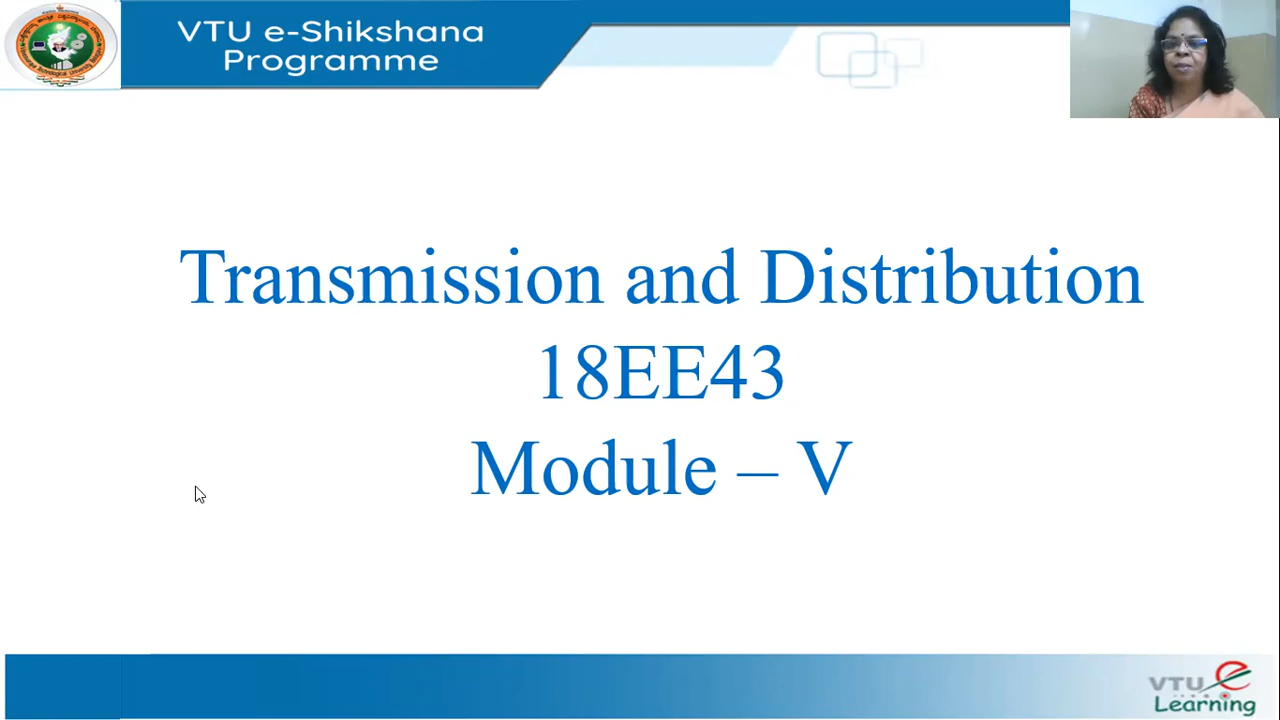 VTU e-Shikshana
Programme
Transmission and Distribution
18EE43
Module – V
VTU e
Learning